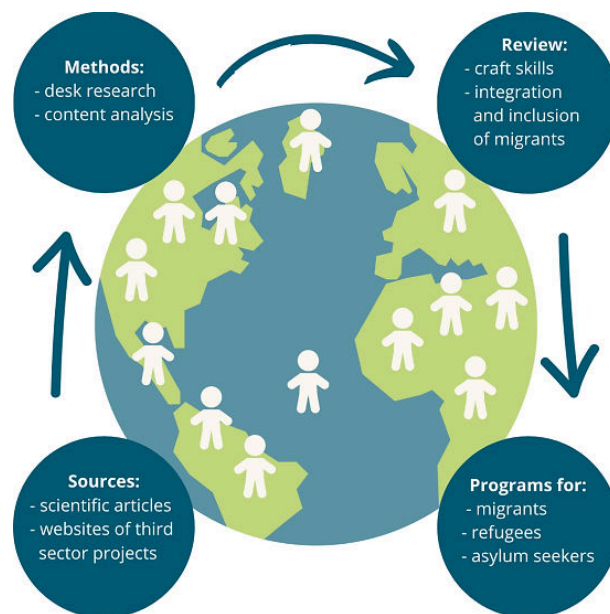 Methods:
- desk research
- content analysis
Review:
- craft skills
- integration
and inclusion
of migrants
Sources:
- scientific articles
- websites of third
sector projects
Programs for:
- migrants
- refugees
- asylum seekers